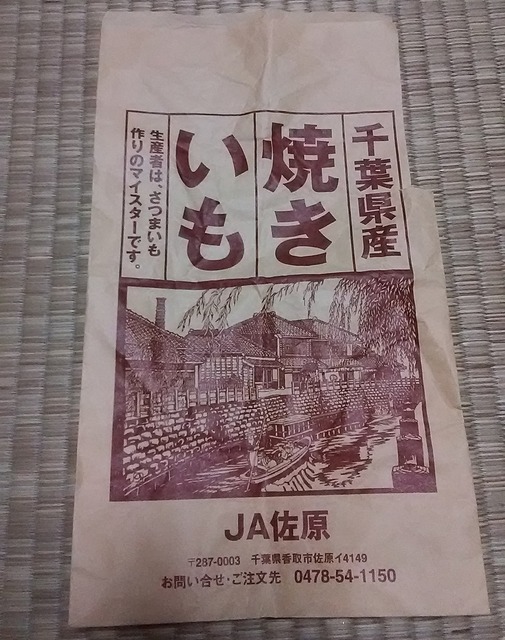 千葉県産
焼き
いも
生産者は、さつまいも
作りのマイスターです。
JA佐原
〒287-0003 千葉県香取市佐原イ4149
お問い合せ・ご注文先 0478-54-1150